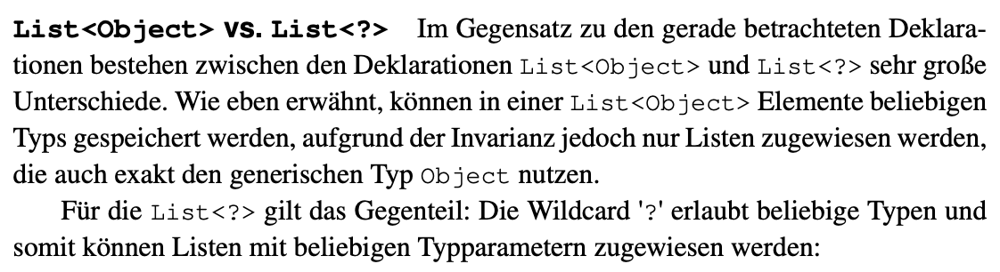 List<Object> vs. List<?> Im Gegensatz zu den gerade betrachteten Deklara-
tionen bestehen zwischen den Deklarationen List<Object> und List<?> sehr große
Unterschiede. Wie eben erwähnt, können in einer List<Object> Elemente beliebigen
Typs gespeichert werden, aufgrund der Invarianz jedoch nur Listen zugewiesen werden,
die auch exakt den generischen Typ Object nutzen.
Für die List<?> gilt das Gegenteil: Die Wildcard '?' erlaubt beliebige Typen und
somit können Listen mit beliebigen Typparametern zugewiesen werden: